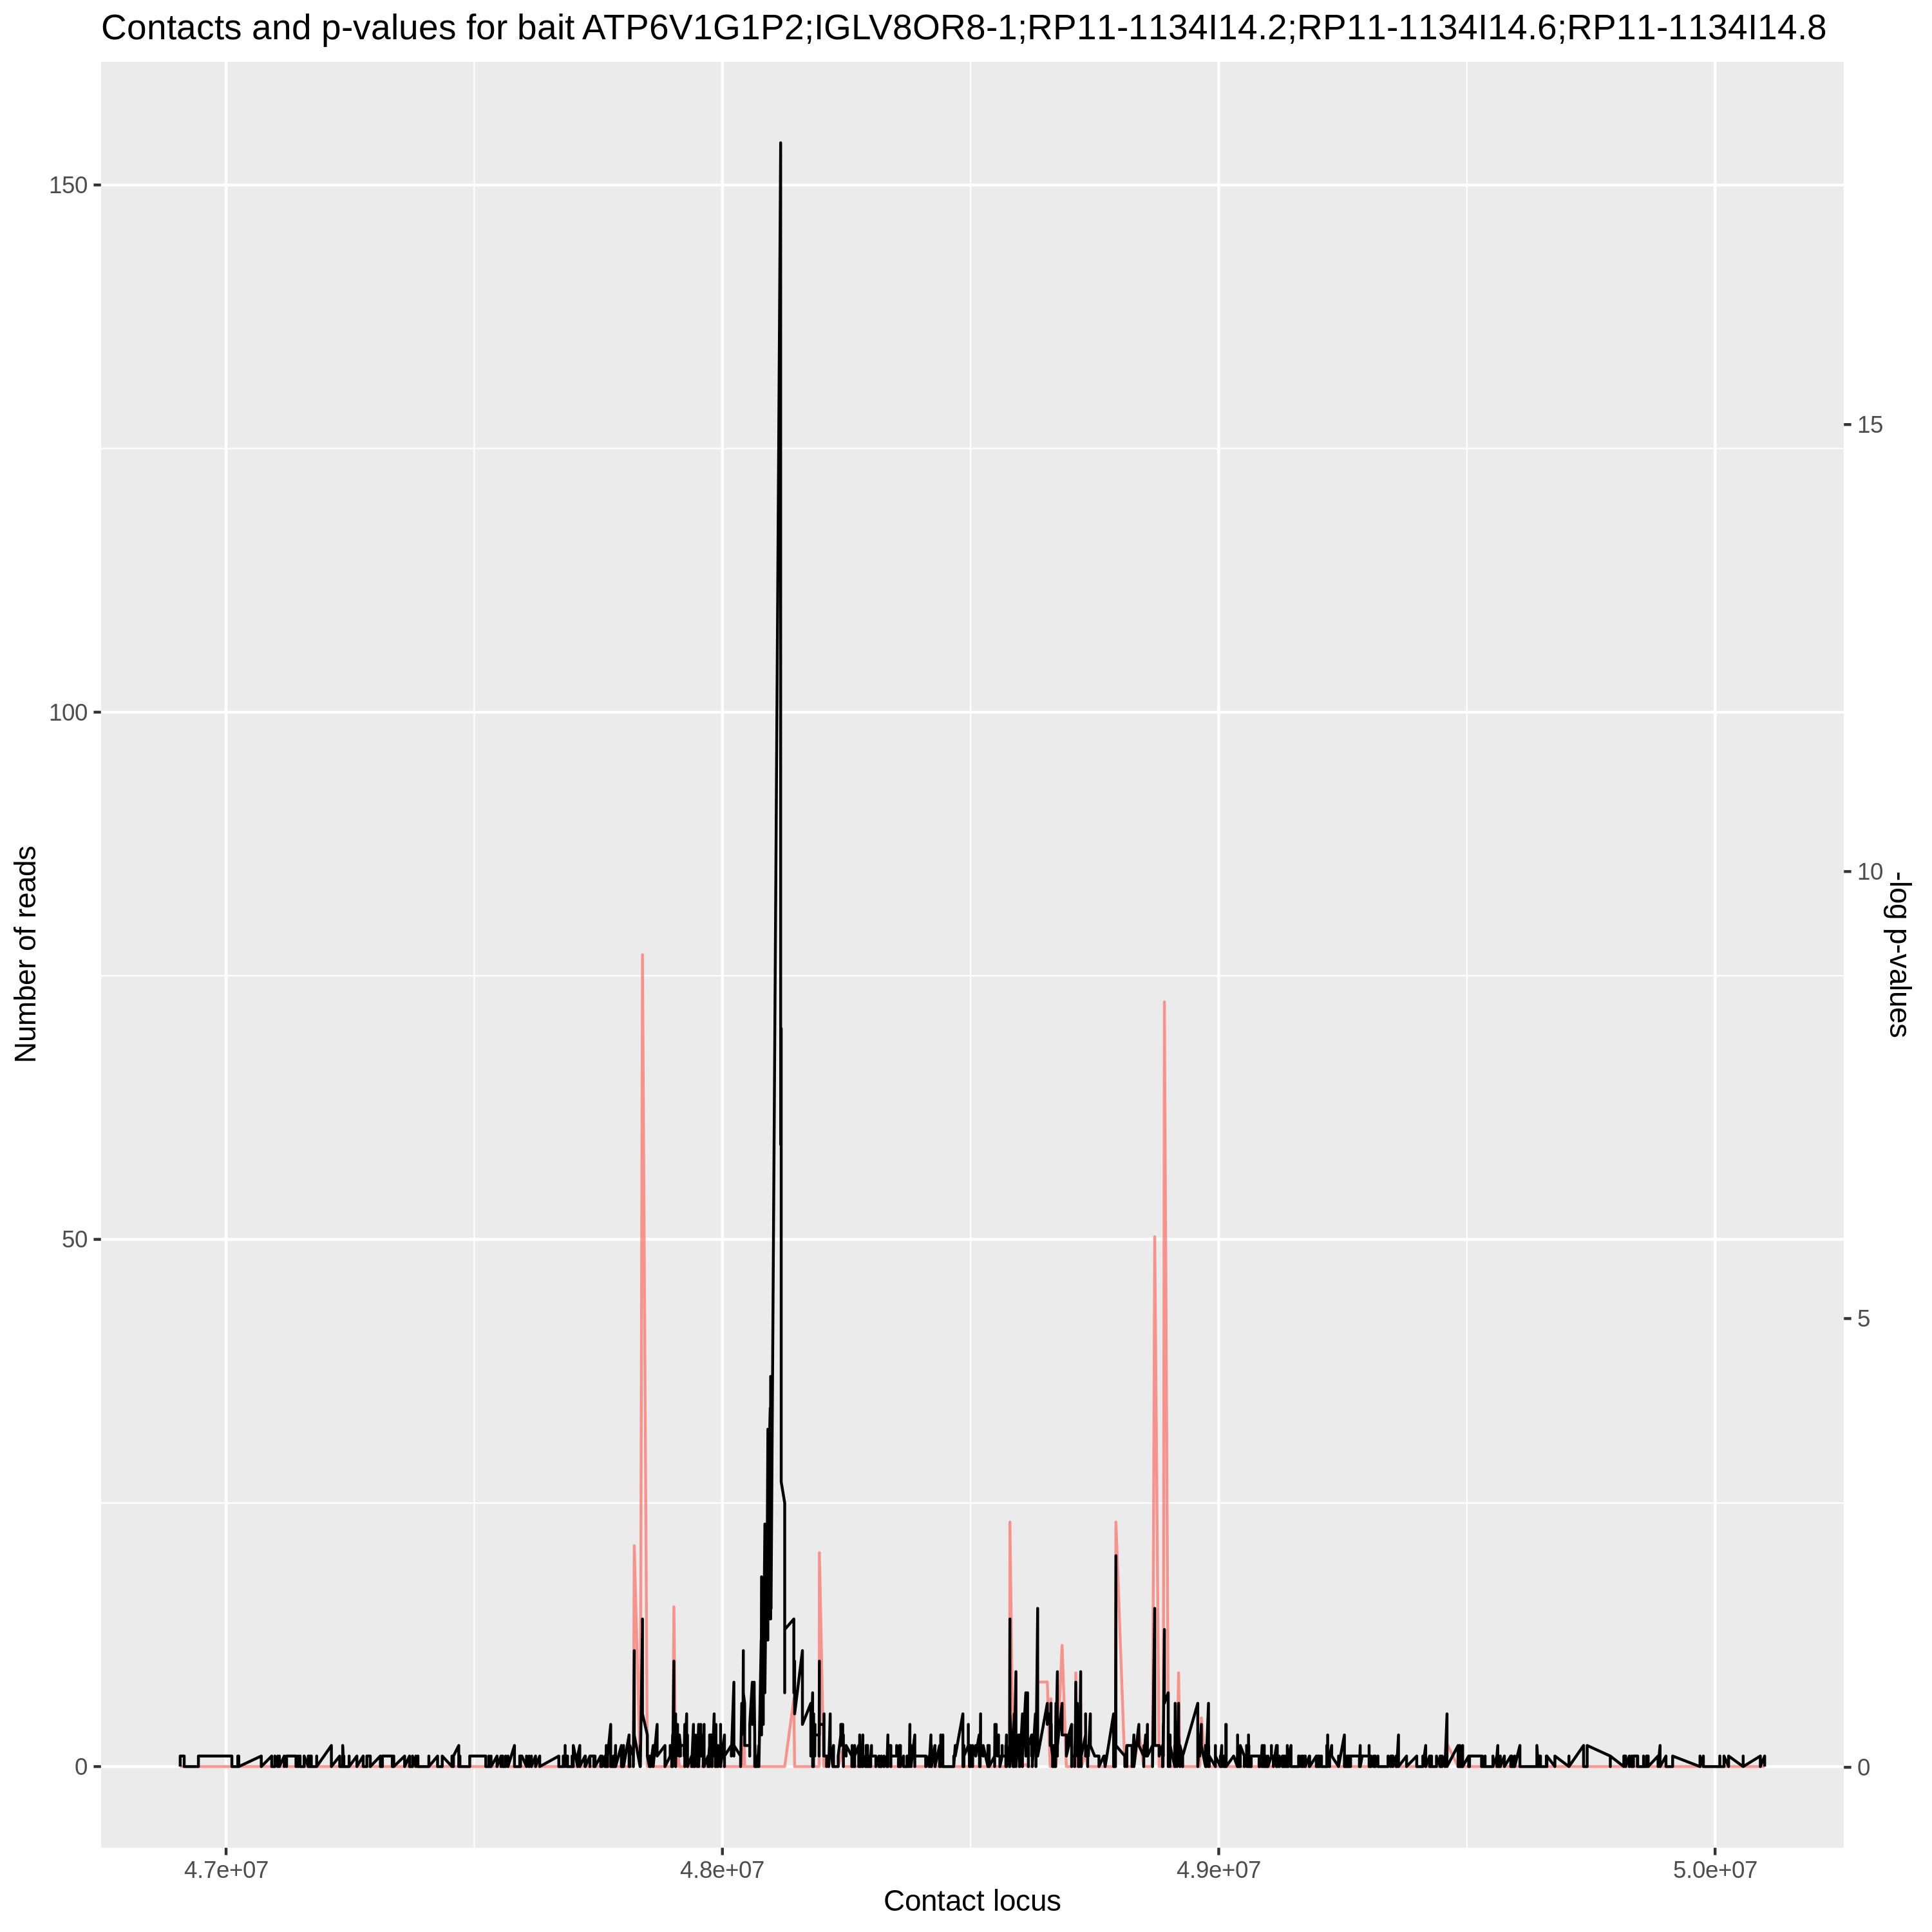 Contacts and p-values for bait ATP6V1G1P2;IGLV8OR8-1;RP11-1134I14.2;RP11-1134I14.6;RP11-1134I14.8
150
100
50
0
Number of reads
15
10
5
0
-log p-values
4.7e+07
4.8e+07
4.9e+07
5.0e+07
Contact locus